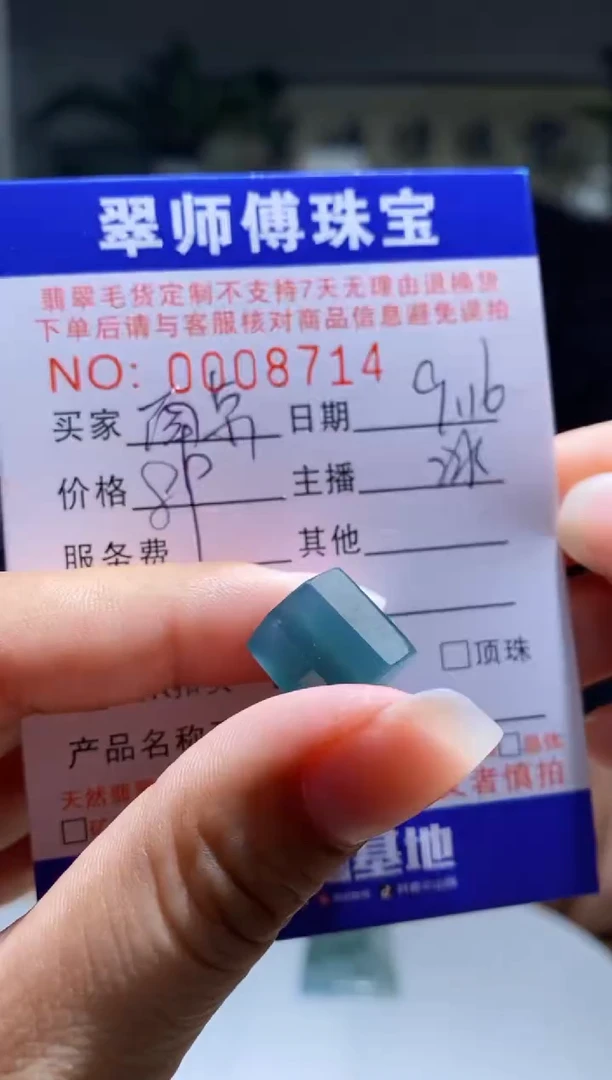 翠师傅珠宝
翡翠毛货定制不支持7天无理由退换货
下单后请与客服核对商品信息避免误拍
NO: 0008714
买家 日期 9.16
价格 主播 冰
服务费 其他
□顶珠
产品名称
天然翡
者慎拍
基地